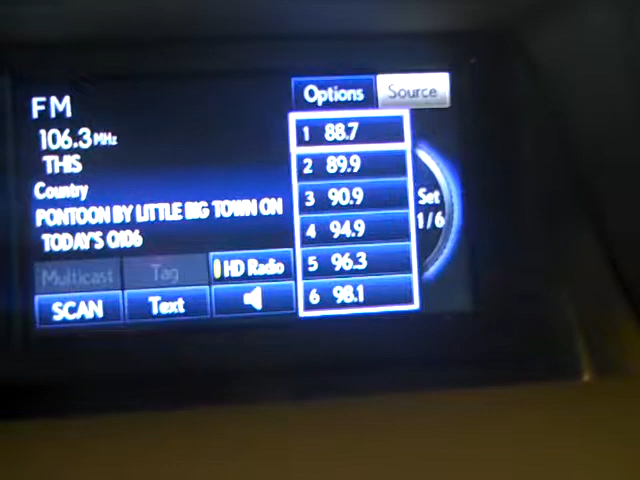 Options Source
FM
106.3 MHz
THIS
Country
PONTOON BY LITTLE BIG TOWN ON
TODAY'S Q106
1 88.7
2 89.9
3 90.9
4 94.9
5 96.3
6 98.1
Set
1/6
Multicast Tag HD Radio
SCAN Text